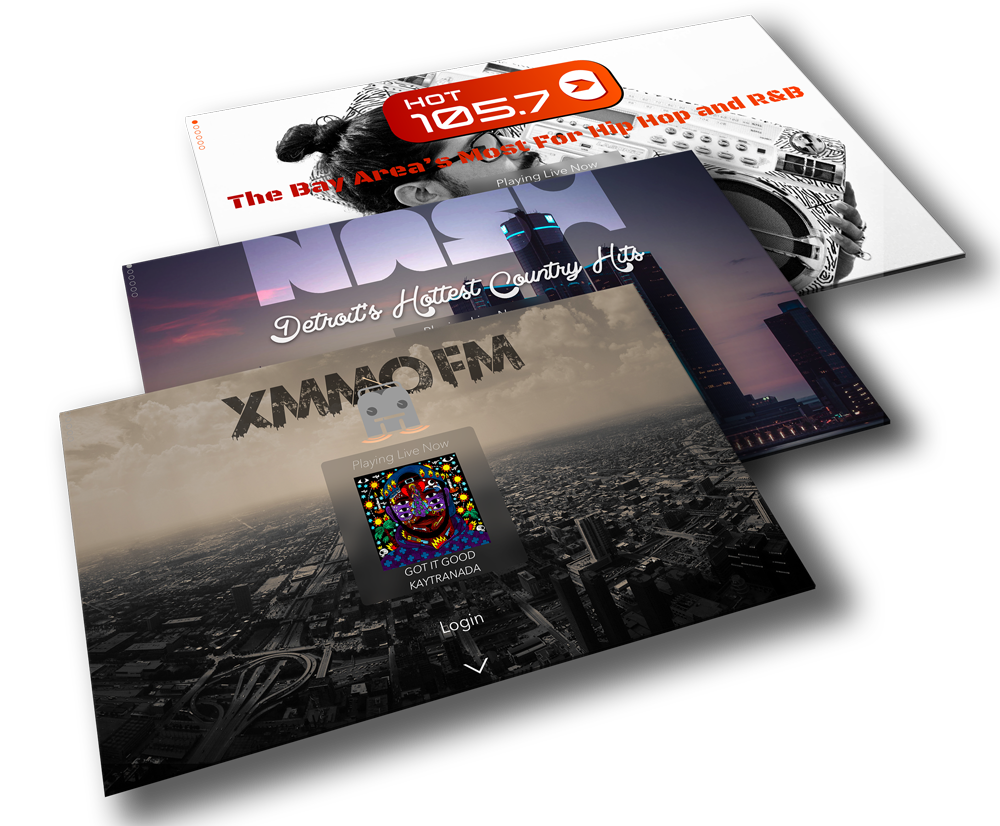 HOT
105.7
The Bay Area's Most For Hip Hop and R&B
Playing Live Now
NASH
Detroit's Hottest Country Hits
XMMO FM
Playing Live Now
GOT IT GOOD
KAYTRANADA
Login